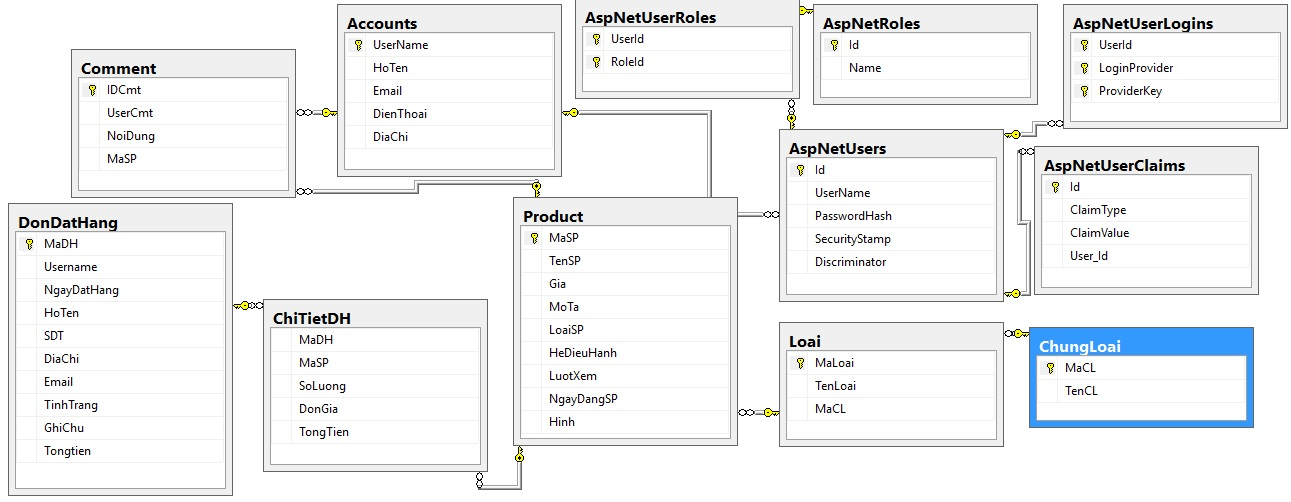 Accounts
UserName
HoTen
Email
DienThoai
DiaChi
AspNetUserRoles
UserId
RoleId
AspNetRoles
Id
Name
AspNetUserLogins
UserId
LoginProvider
ProviderKey
Comment
IDCmt
UserCmt
NoiDung
MaSP
AspNetUsers
Id
UserName
PasswordHash
SecurityStamp
Discriminator
AspNetUserClaims
Id
ClaimType
ClaimValue
User_Id
DonDatHang
MaDH
Username
NgayDatHang
HoTen
SDT
DiaChi
Email
TinhTrang
GhiChu
Tongtien
Product
MaSP
TenSP
Gia
MoTa
LoaiSP
HeDieuHanh
LuotXem
NgayDangSP
Hinh
ChiTietDH
MaDH
MaSP
SoLuong
DonGia
TongTien
Loai
MaLoai
TenLoai
MaCL
ChungLoai
MaCL
TenCL